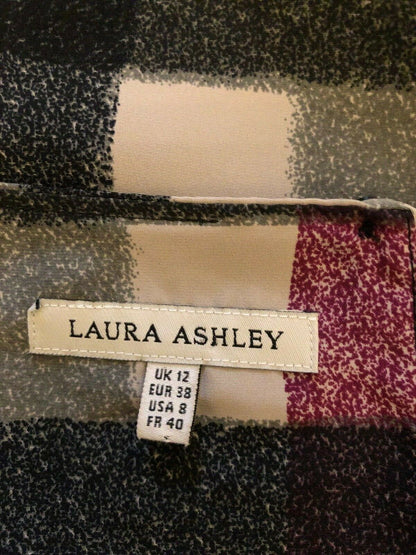 LAURA ASHLEY
UK 12
EUR 38
USA 8
FR 40